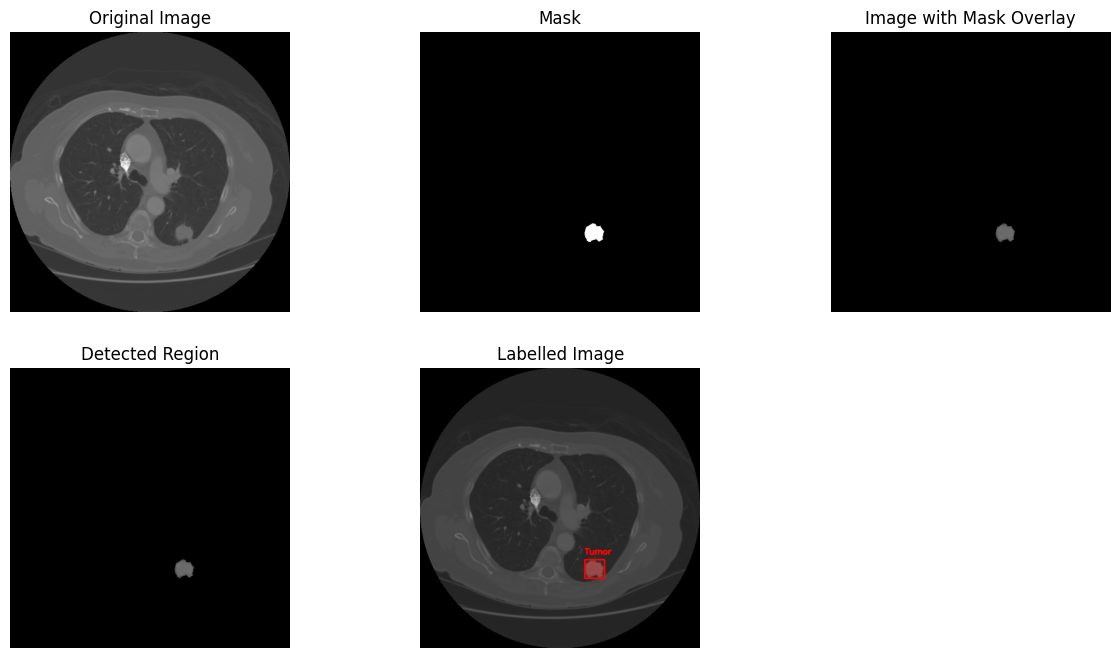 Original Image
Mask
Image with Mask Overlay
Detected Region
Labelled Image
Tumor